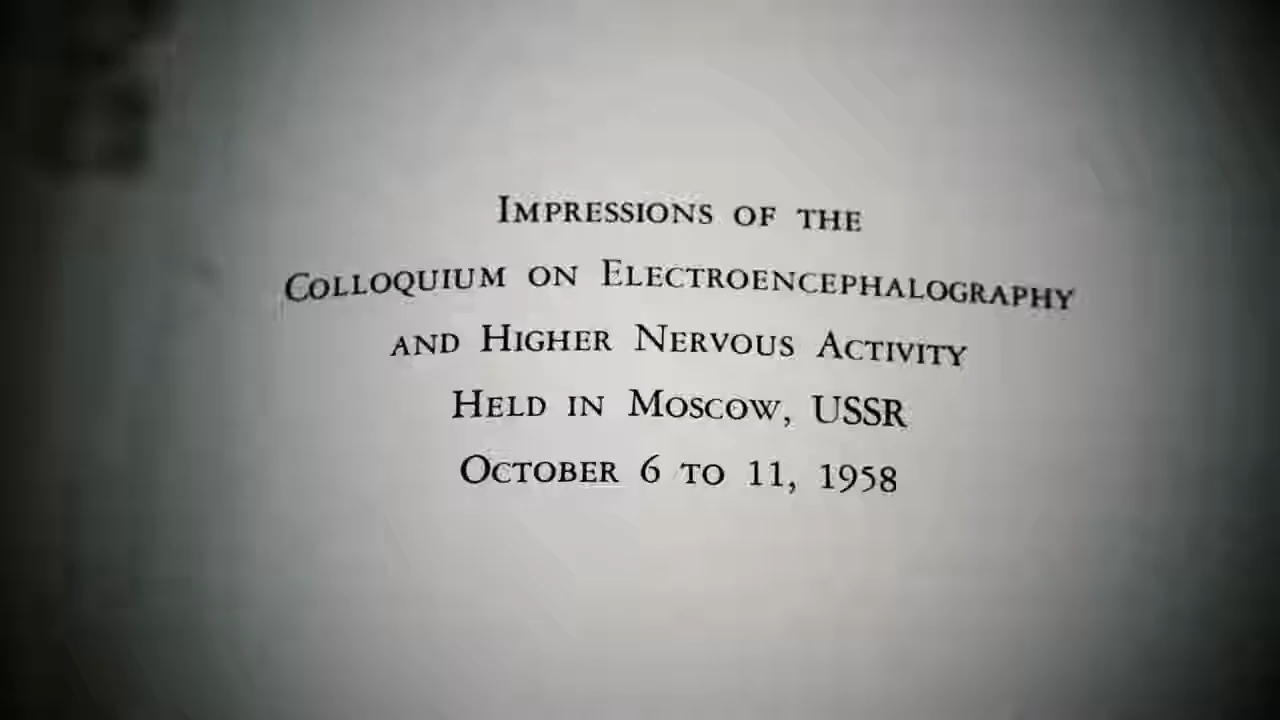 IMPRESSIONS OF THE
COLLOQUIUM ON ELECTROENCEPHALOGRAPHY
AND HIGHER NERVOUS ACTIVITY
HELD IN MOSCOW, USSR
OCTOBER 6 TO 11, 1958